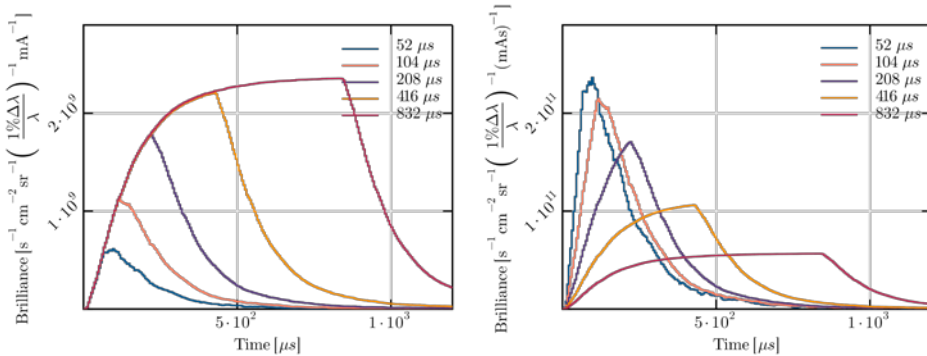 Brilliance [s⁻¹ cm⁻² sr⁻¹ (1%Δλ/λ)⁻¹ mA⁻¹]
2·10⁹
1·10⁹
52 μs
104 μs
208 μs
416 μs
832 μs
5·10² 1·10³
Time [μs]
Brilliance [s⁻¹ cm⁻² sr⁻¹ (1%Δλ/λ)⁻¹ (mAs)⁻¹]
2·10¹¹
1·10¹¹
52 μs
104 μs
208 μs
416 μs
832 μs
5·10² 1·10³
Time [μs]